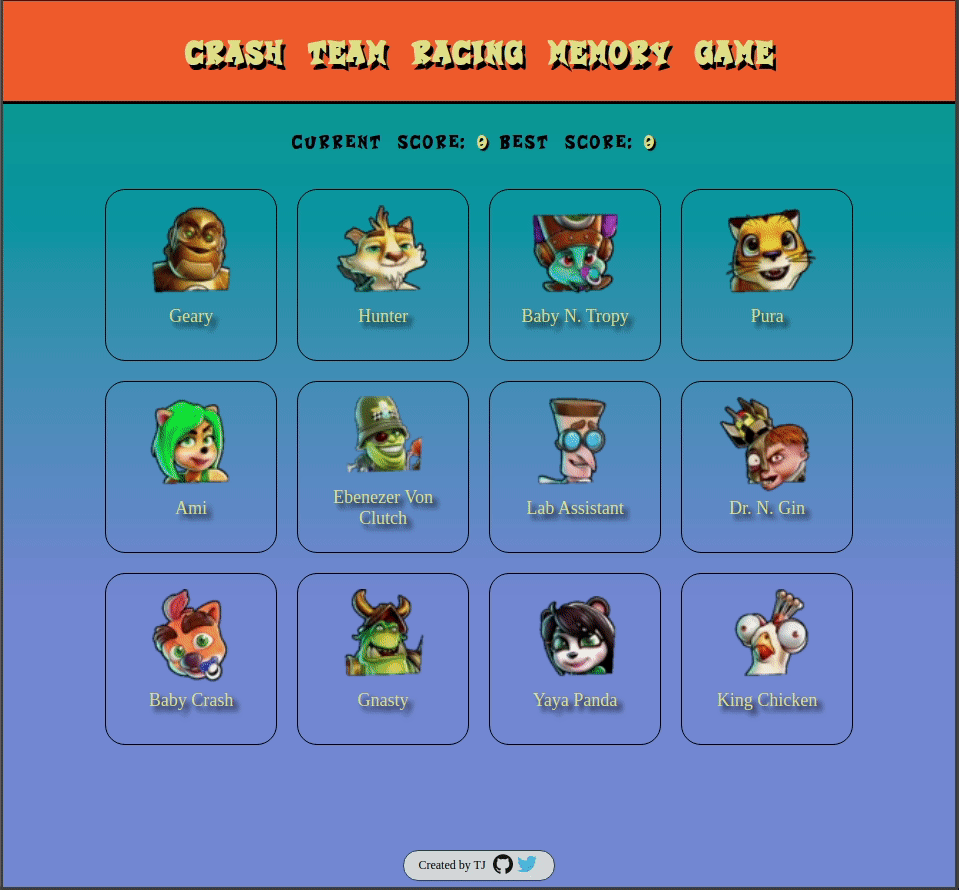 CRASH TEAM RACING MEMORY GAME
CURRENT SCORE: 0 BEST SCORE: 0
Geary
Hunter
Baby N. Tropy
Pura
Ami
Ebenezer Von
Clutch
Lab Assistant
Dr. N. Gin
Baby Crash
Gnasty
Yaya Panda
King Chicken
Created by TJ